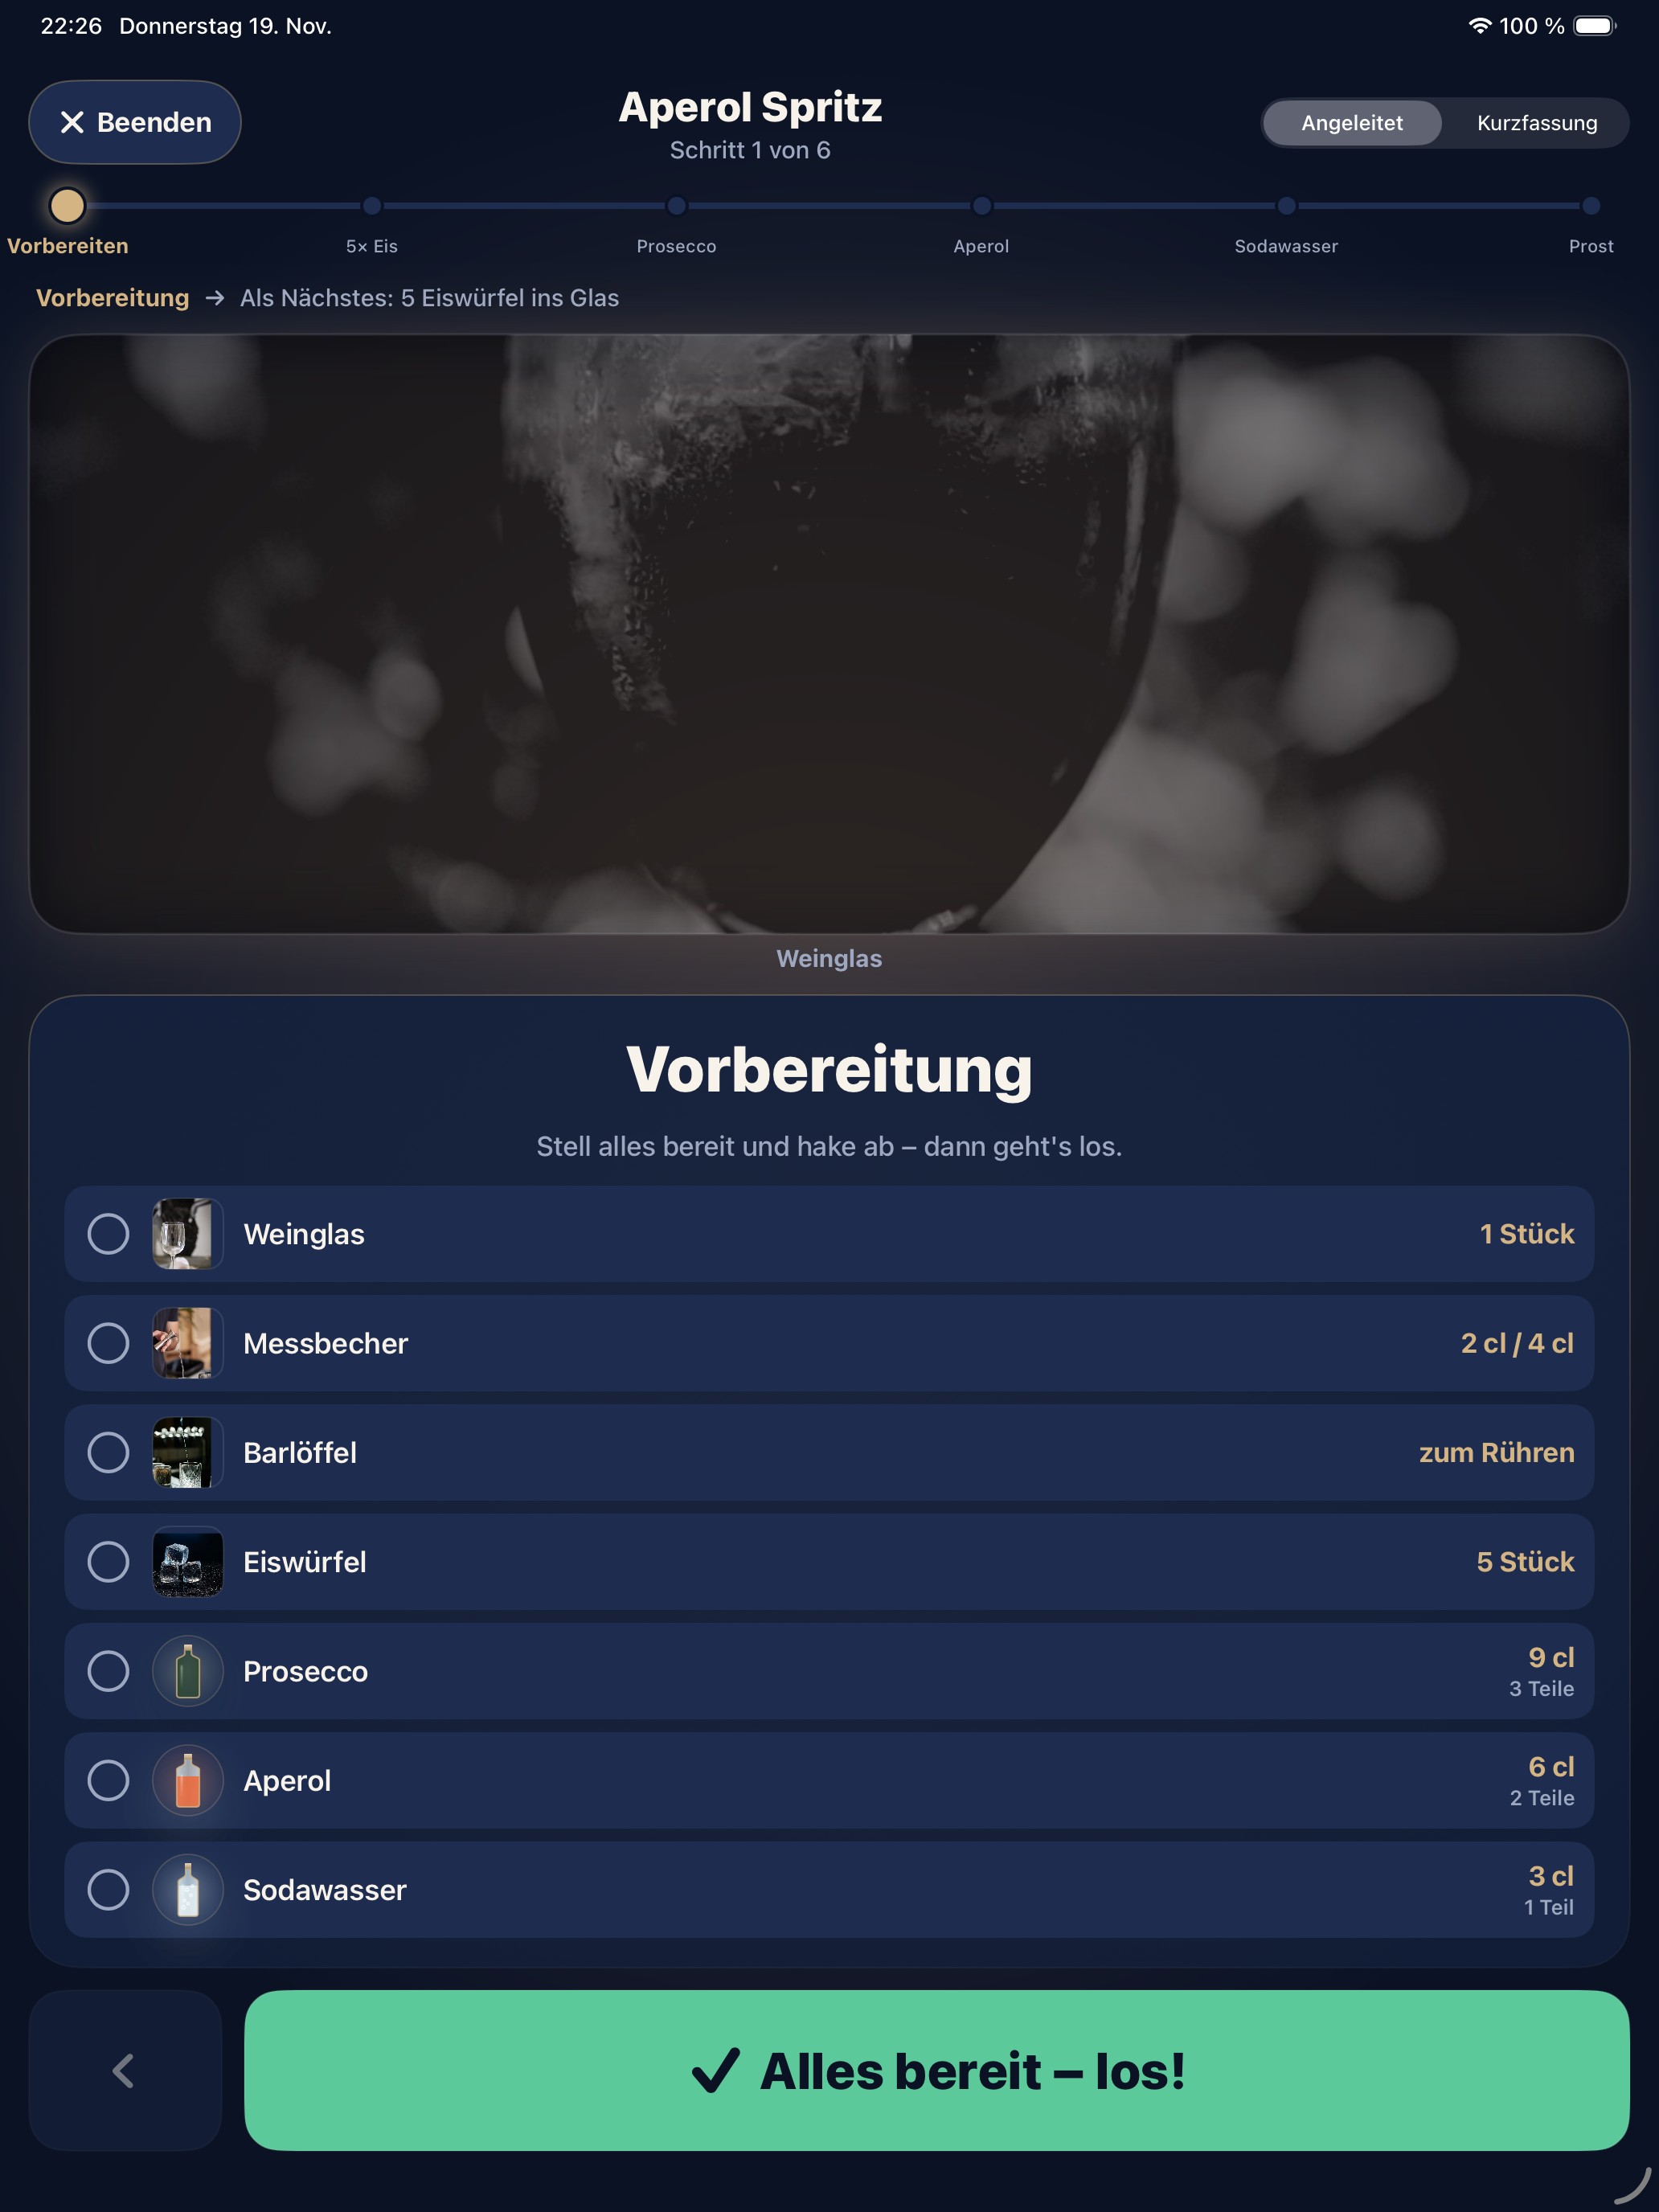 22:26 Donnerstag 19. Nov.
100 %
Beenden
Aperol Spritz
Schritt 1 von 6
Angeleitet
Kurzfassung
Vorbereiten
5× Eis
Prosecco
Aperol
Sodawasser
Prost
Vorbereitung → Als Nächstes: 5 Eiswürfel ins Glas
Weinglas
Vorbereitung
Stell alles bereit und hake ab – dann geht's los.
Weinglas
1 Stück
Messbecher
2 cl / 4 cl
Barlöffel
zum Rühren
Eiswürfel
5 Stück
Prosecco
9 cl
3 Teile
Aperol
6 cl
2 Teile
Sodawasser
3 cl
1 Teil
Alles bereit – los!